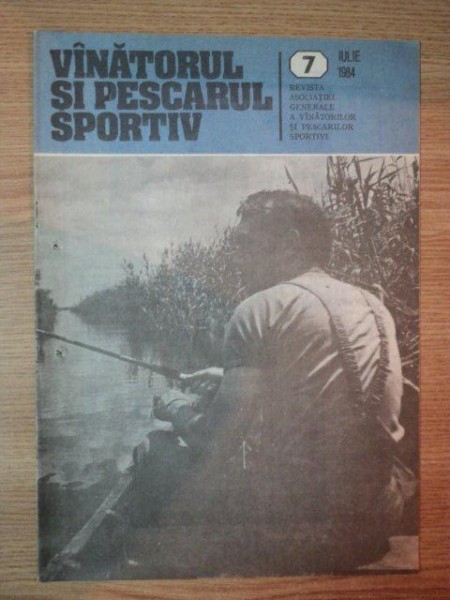 VÎNĂTORUL
ȘI PESCARUL
SPORTIV
7 IULIE
1984
REVISTA
ASOCIAȚIEI
GENERALE
A VÎNĂTORILOR
ȘI PESCARILOR
SPORTIVI